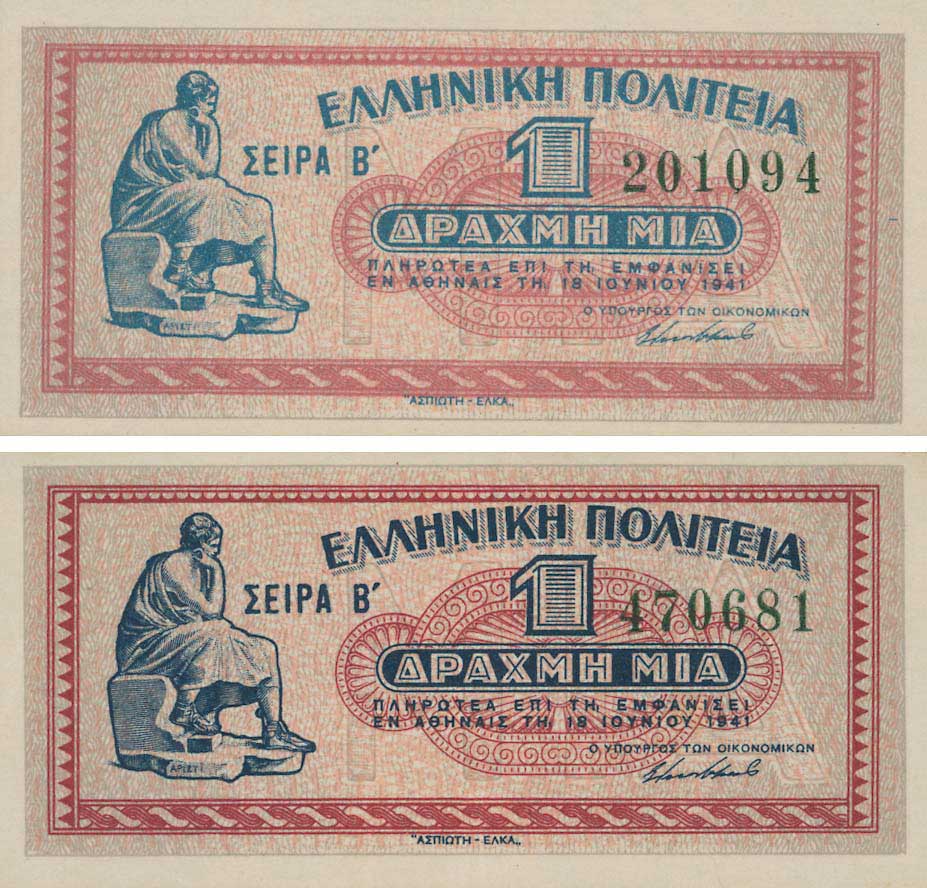 ΕΛΛΗΝΙΚΗ ΠΟΛΙΤΕΙΑ
ΣΕΙΡΑ Β΄
1
201094
ΔΡΑΧΜΗ ΜΙΑ
ΠΛΗΡΩΤΕΑ ΕΠΙ ΤΗ, ΕΜΦΑΝΙΣΕΙ
ΕΝ ΑΘΗΝΑΙΣ ΤΗ, 18 ΙΟΥΝΙΟΥ 1941
Ο ΥΠΟΥΡΓΟΣ ΤΩΝ ΟΙΚΟΝΟΜΙΚΩΝ
ΑΡΙΣΤ
"ΑΣΠΙΩΤΗ - ΕΛΚΑ„
ΕΛΛΗΝΙΚΗ ΠΟΛΙΤΕΙΑ
ΣΕΙΡΑ Β΄
1
470681
ΔΡΑΧΜΗ ΜΙΑ
ΠΛΗΡΩΤΕΑ ΕΠΙ ΤΗ, ΕΜΦΑΝΙΣΕΙ
ΕΝ ΑΘΗΝΑΙΣ ΤΗ, 18 ΙΟΥΝΙΟΥ 1941
Ο ΥΠΟΥΡΓΟΣ ΤΩΝ ΟΙΚΟΝΟΜΙΚΩΝ
ΑΡΙΣΤ
"ΑΣΠΙΩΤΗ - ΕΛΚΑ„